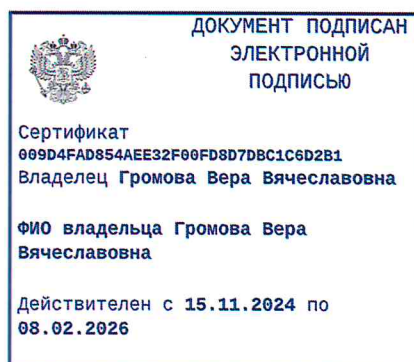 ДОКУМЕНТ ПОДПИСАН
ЭЛЕКТРОННОЙ
ПОДПИСЬЮ
Сертификат
009D4FAD854AEE32F00FD8D7DBC1C6D2B1
Владелец Громова Вера Вячеславовна
ФИО владельца Громова Вера
Вячеславовна
Действителен с 15.11.2024 по
08.02.2026